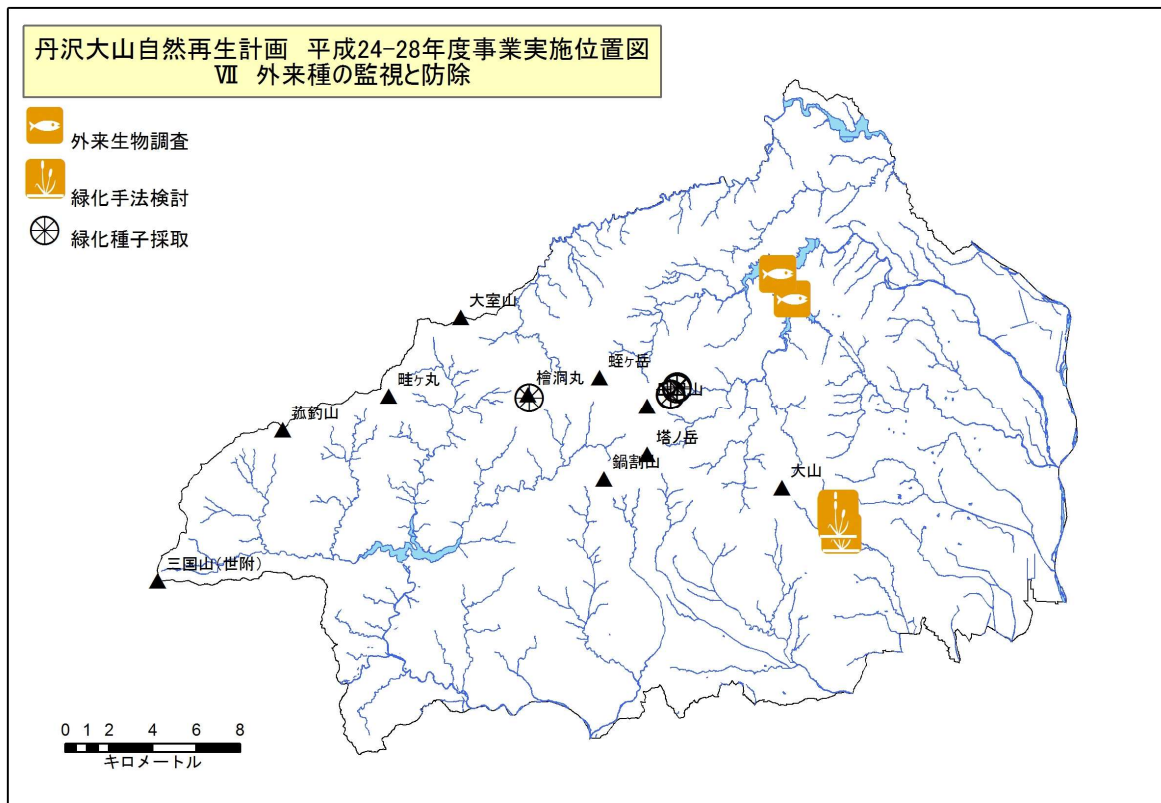 丹沢大山自然再生計画 平成24-28年度事業実施位置図
Ⅶ 外来種の監視と防除
外来生物調査
緑化手法検討
緑化種子採取
大室山
蛭ヶ岳
畦ヶ丸
檜洞丸
山
菰釣山
塔ノ岳
鍋割山
大山
三国山(世附)
0 1 2 4 6 8
キロメートル